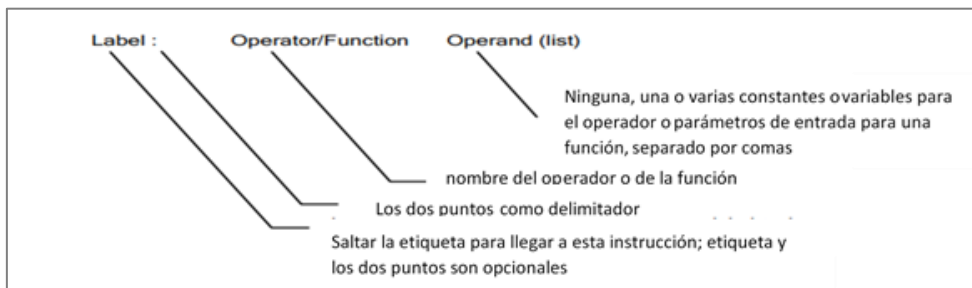 Label : Operator/Function Operand (list)
Ninguna, una o varias constantes ovariables para
el operador o parámetros de entrada para una
función, separado por comas
nombre del operador o de la función
Los dos puntos como delimitador
Saltar la etiqueta para llegar a esta instrucción; etiqueta y
los dos puntos son opcionales